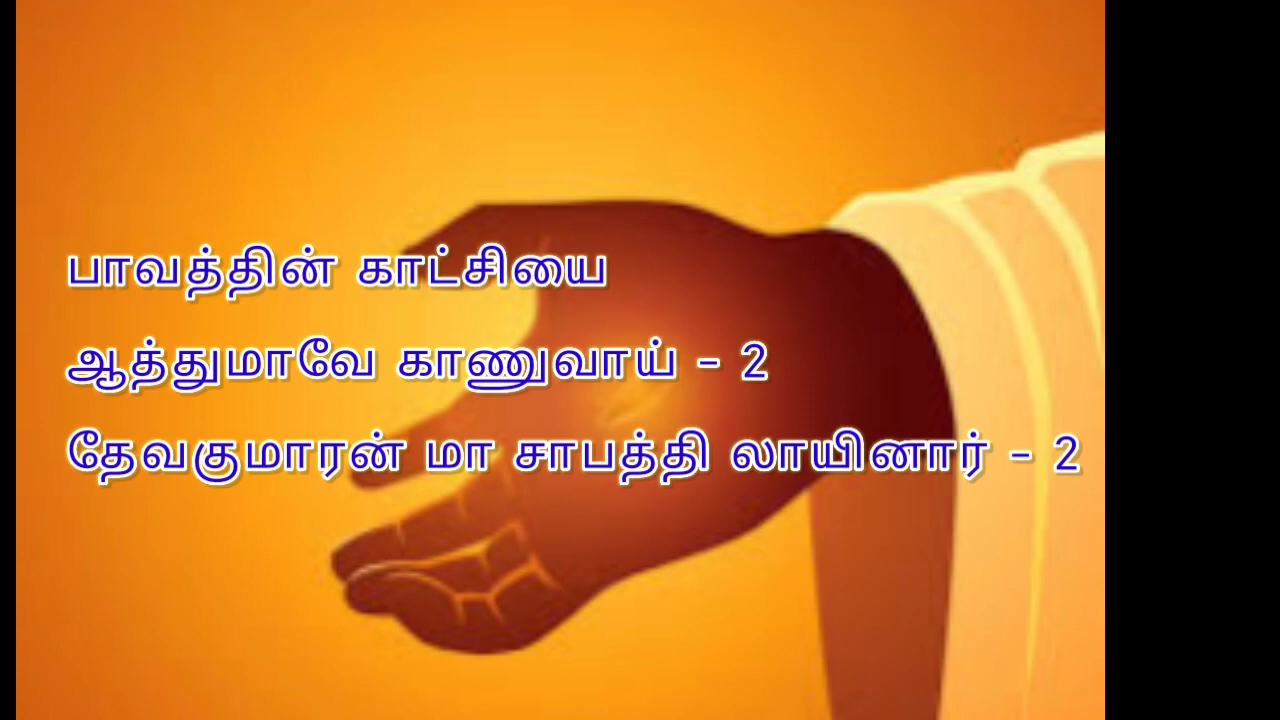 பாவத்தின் காட்சியை
ஆத்துமாவே காணுவாய் - 2
தேவகுமாரன் மா சாபத்தி லாயினார் - 2